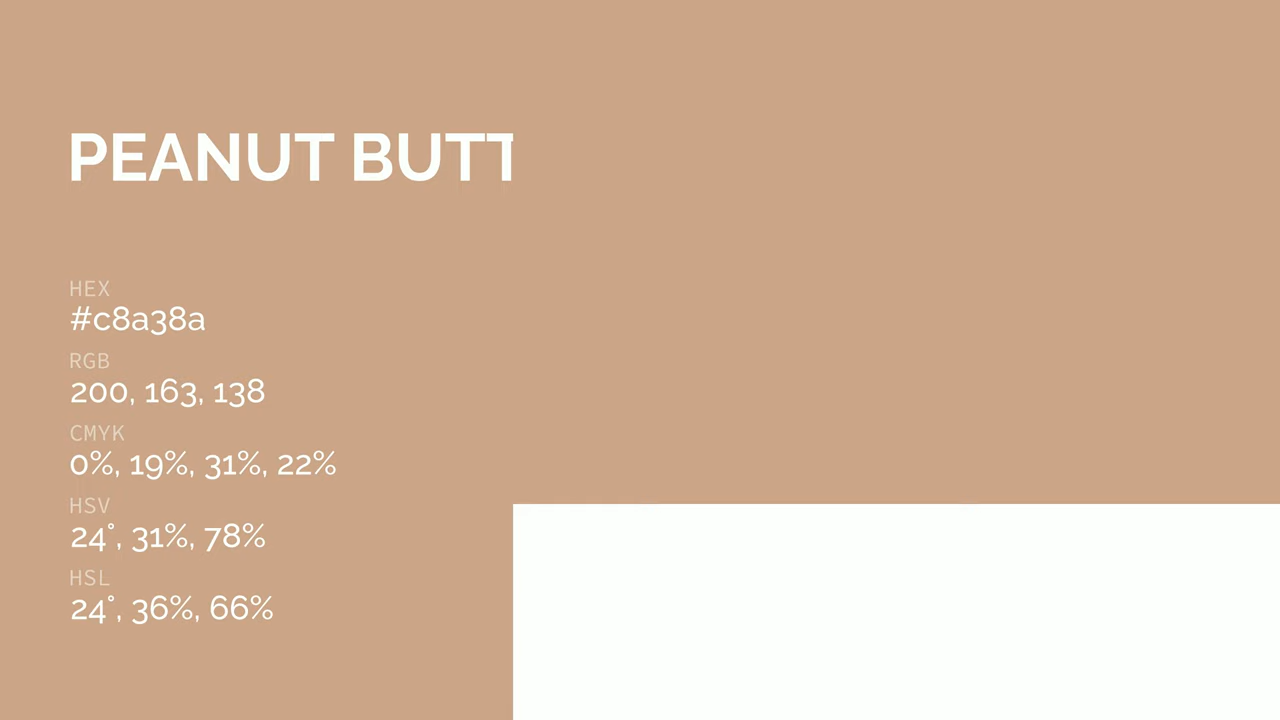 PEANUT BUTT
HEX
#c8a38a
RGB
200, 163, 138
CMYK
0%, 19%, 31%, 22%
HSV
24°, 31%, 78%
HSL
24°, 36%, 66%